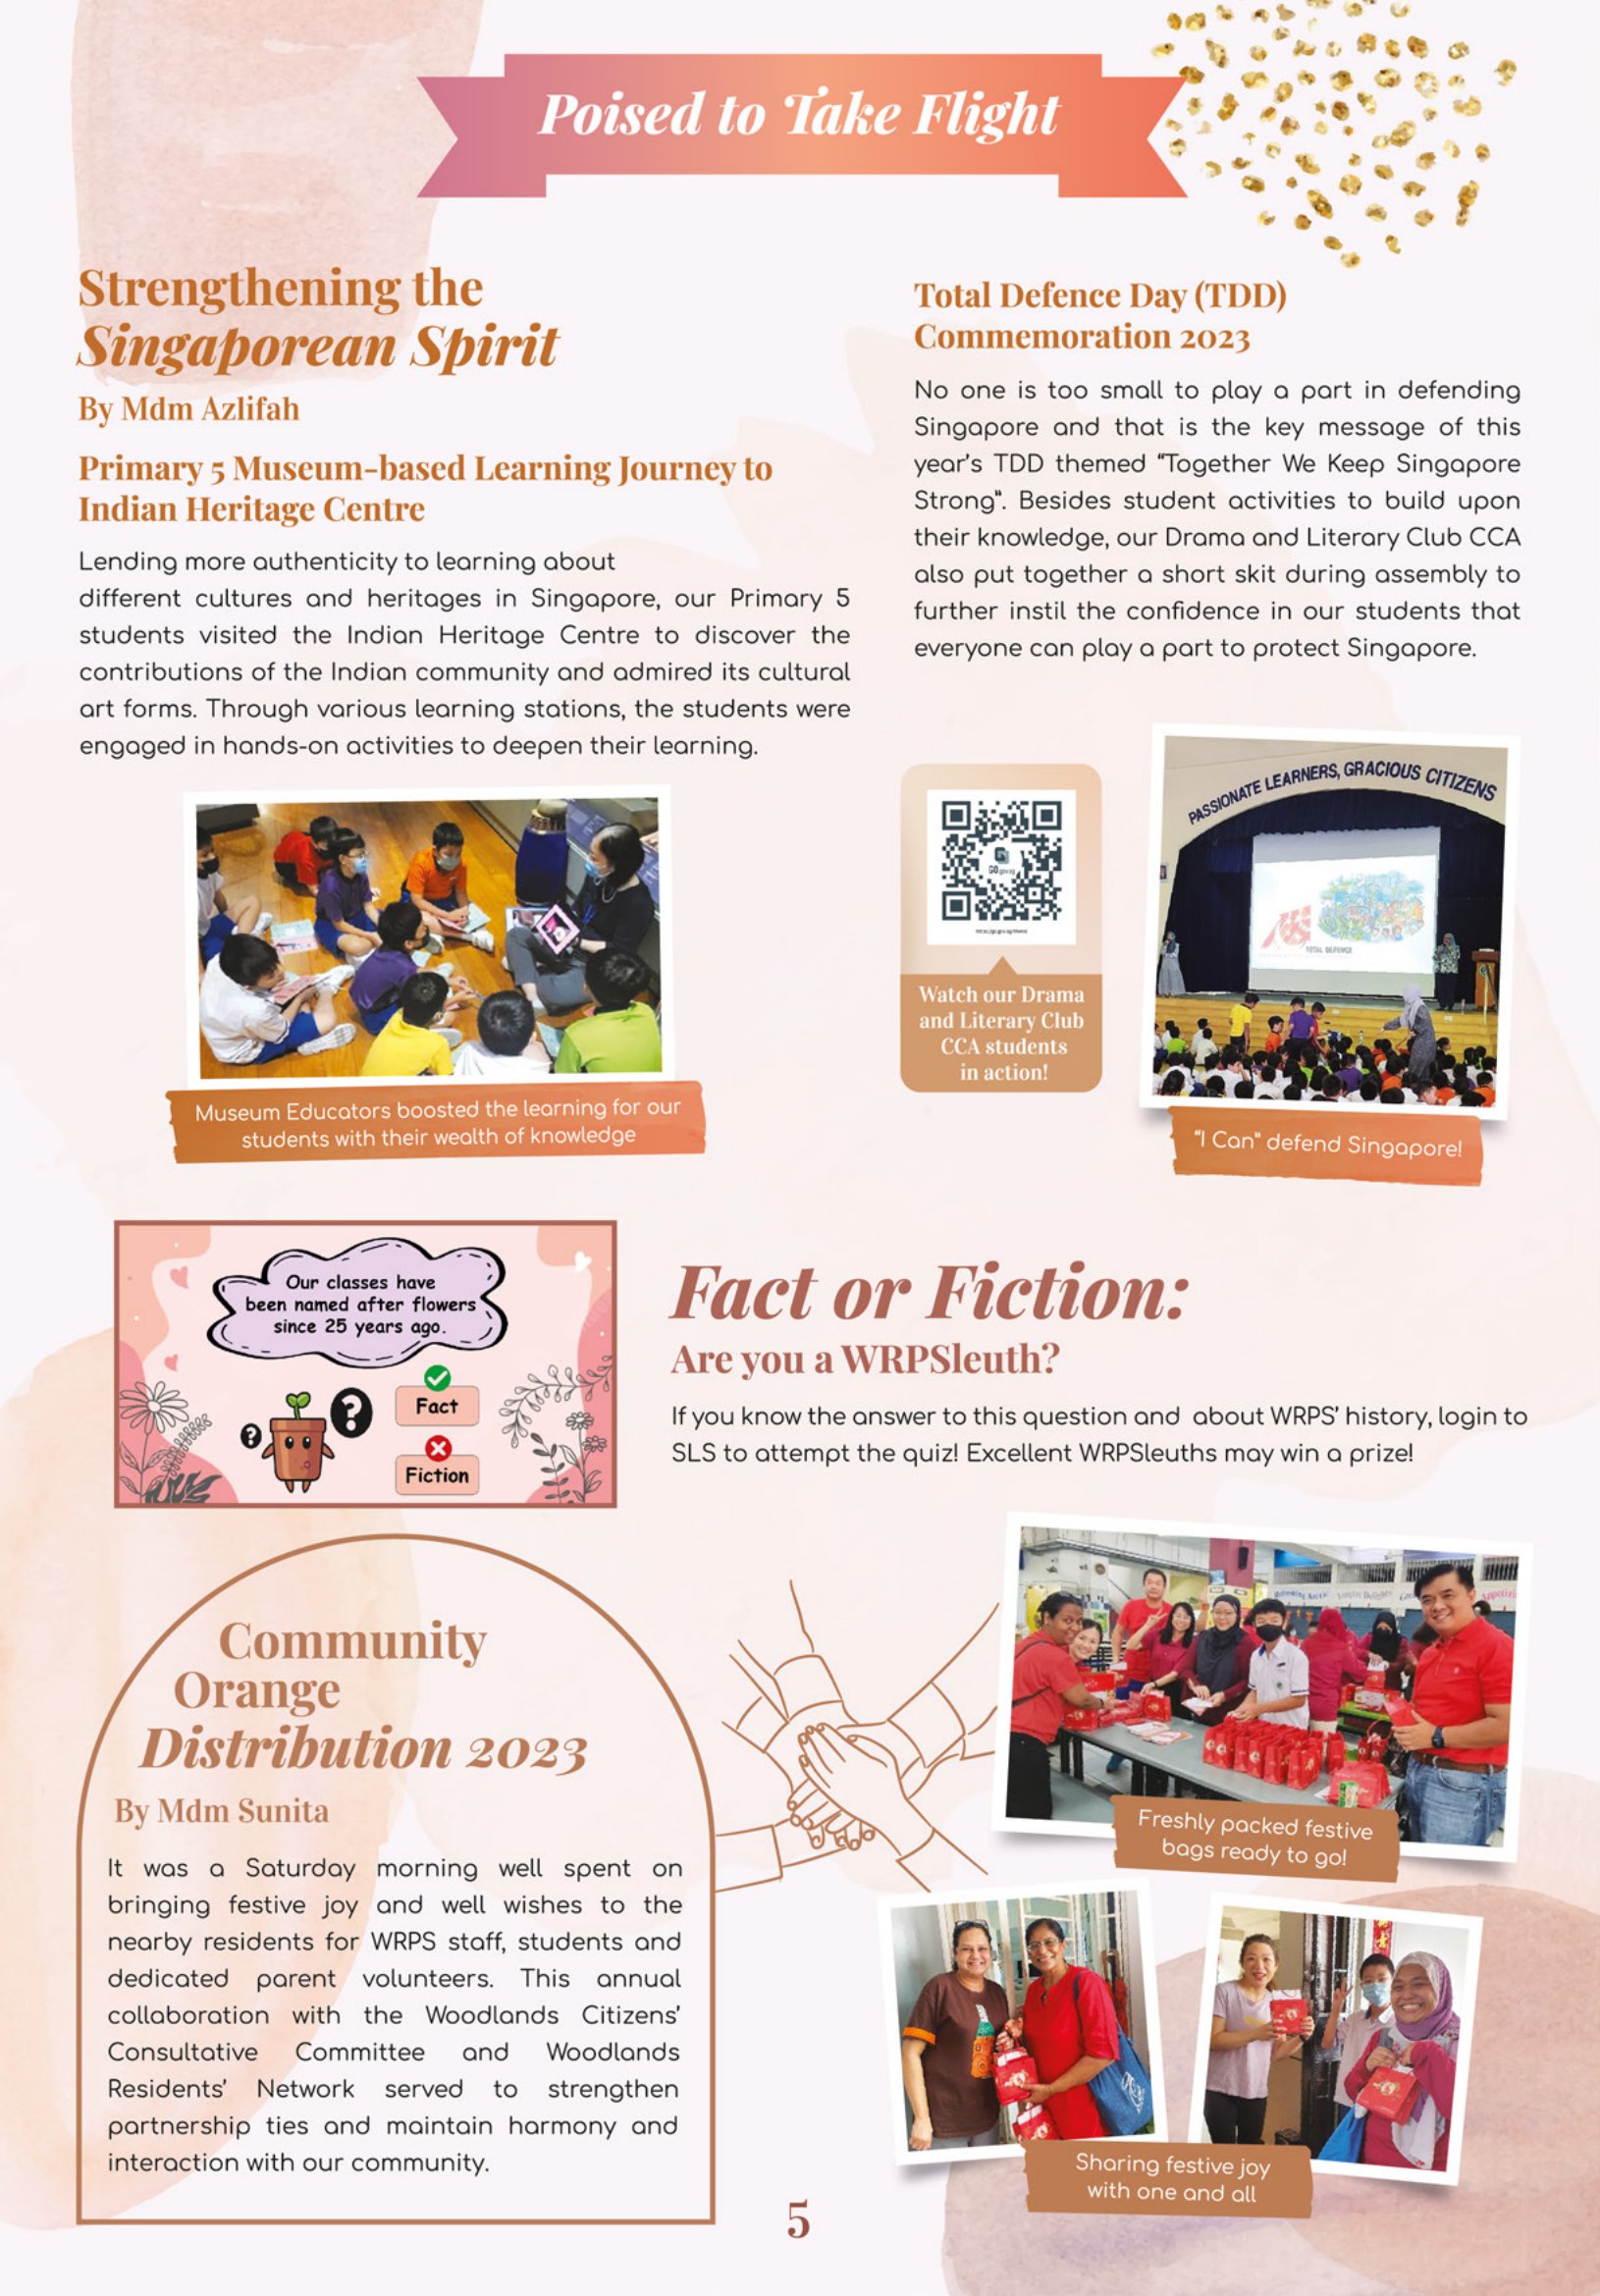 Poised to Take Flight
Strengthening the
Singaporean Spirit
By Mdm Azlifah
Primary 5 Museum-based Learning Journey to
Indian Heritage Centre
Lending more authenticity to learning about
different cultures and heritages in Singapore, our Primary 5
students visited the Indian Heritage Centre to discover the
contributions of the Indian community and admired its cultural
art forms. Through various learning stations, the students were
engaged in hands-on activities to deepen their learning.
Museum Educators boosted the learning for our
students with their wealth of knowledge
Total Defence Day (TDD)
Commemoration 2023
No one is too small to play a part in defending
Singapore and that is the key message of this
year's TDD themed “Together We Keep Singapore
Strong”. Besides student activities to build upon
their knowledge, our Drama and Literary Club CCA
also put together a short skit during assembly to
further instil the confidence in our students that
everyone can play a part to protect Singapore.
GO gov.sg
Watch our Drama
and Literary Club
CCA students
in action!
PASSIONATE LEARNERS, GRACIOUS CITIZENS
TOTAL DEFENCE
“I Can” defend Singapore!
Our classes have
been named after flowers
since 25 years ago.
?
?
Fact
Fiction
Fact or Fiction:
Are you a WRPSleuth?
If you know the answer to this question and about WRPS’ history, login to
SLS to attempt the quiz! Excellent WRPSleuths may win a prize!
Community
Orange
Distribution 2023
By Mdm Sunita
It was a Saturday morning well spent on
bringing festive joy and well wishes to the
nearby residents for WRPS staff, students and
dedicated parent volunteers. This annual
collaboration with the Woodlands Citizens’
Consultative Committee and Woodlands
Residents’ Network served to strengthen
partnership ties and maintain harmony and
interaction with our community.
Freshly packed festive
bags ready to go!
Sharing festive joy
with one and all
5